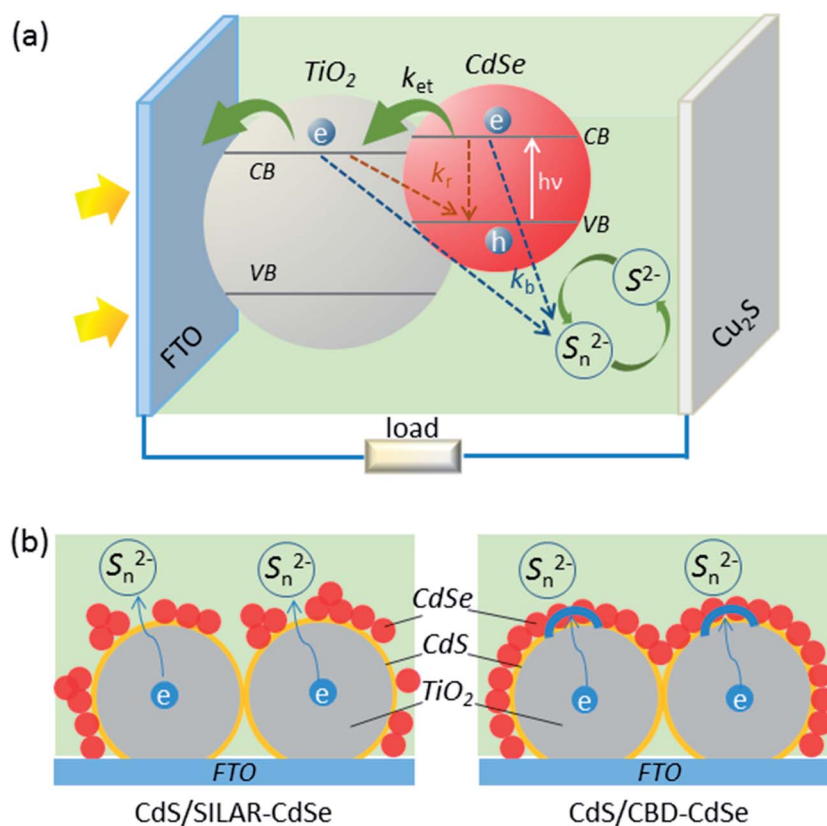 (a)
TiO2
CdSe
ket
e
e
CB
CB
kr
hν
VB
h
VB
kb
S2-
Sn2-
FTO
Cu2S
load
(b)
Sn2-
Sn2-
Sn2-
Sn2-
CdSe
CdS
TiO2
e
e
e
e
FTO
FTO
CdS/SILAR-CdSe
CdS/CBD-CdSe